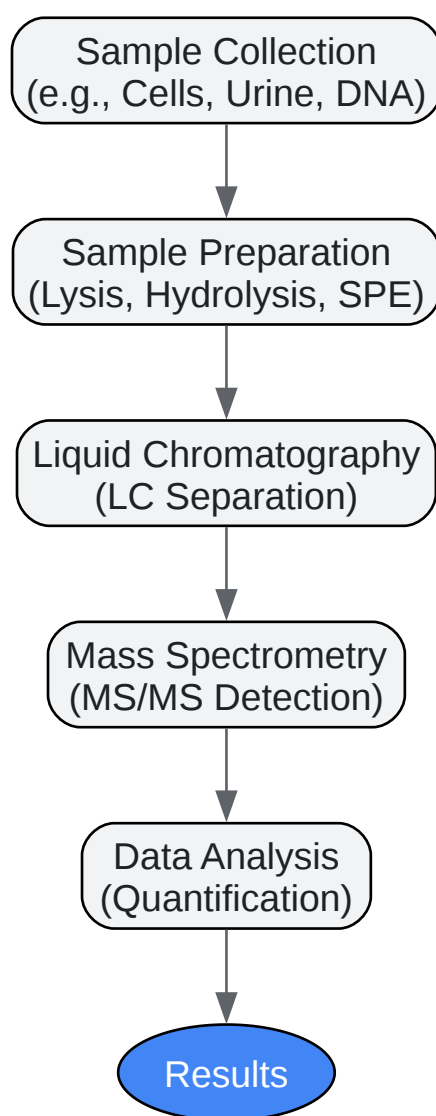 Sample Collection
(e.g., Cells, Urine, DNA)
Sample Preparation
(Lysis, Hydrolysis, SPE)
Liquid Chromatography
(LC Separation)
Mass Spectrometry
(MS/MS Detection)
Data Analysis
(Quantification)
Results